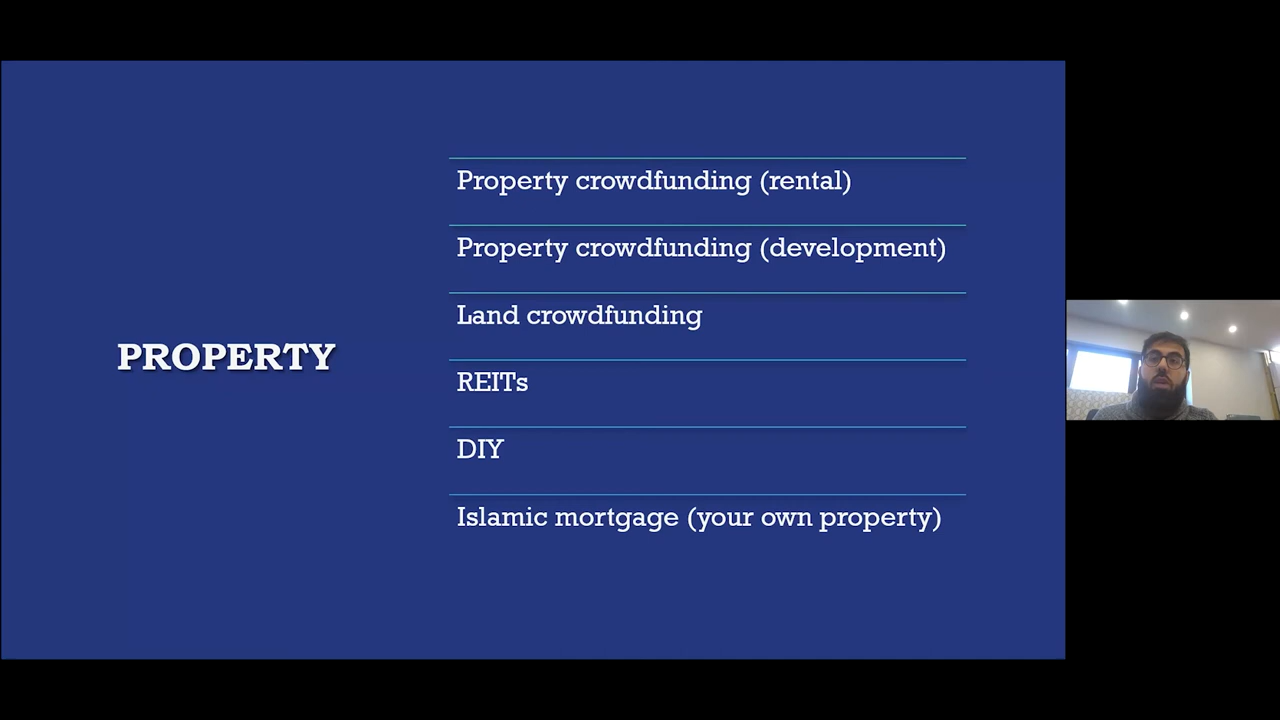 PROPERTY
Property crowdfunding (rental)
Property crowdfunding (development)
Land crowdfunding
REITs
DIY
Islamic mortgage (your own property)